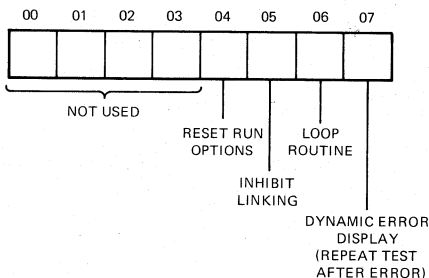 00 01 02 03 04 05 06 07
NOT USED
RESET RUN
OPTIONS
LOOP
ROUTINE
INHIBIT
LINKING
DYNAMIC ERROR
DISPLAY
(REPEAT TEST
AFTER ERROR)